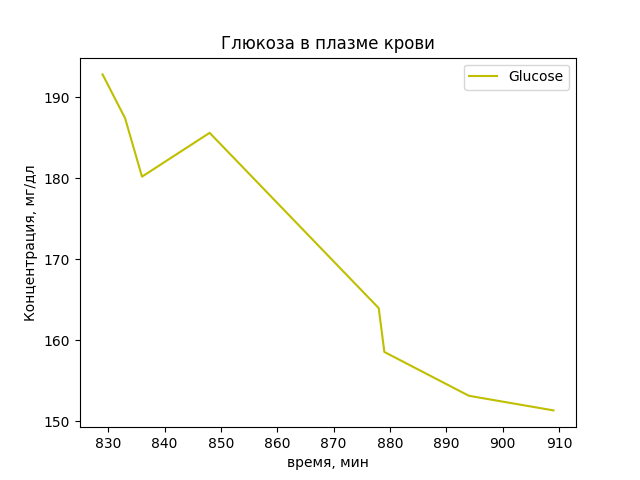 Глюкоза в плазме крови
Glucose
Концентрация, мг/дл
190
180
170
160
150
830 840 850 860 870 880 890 900 910
время, мин